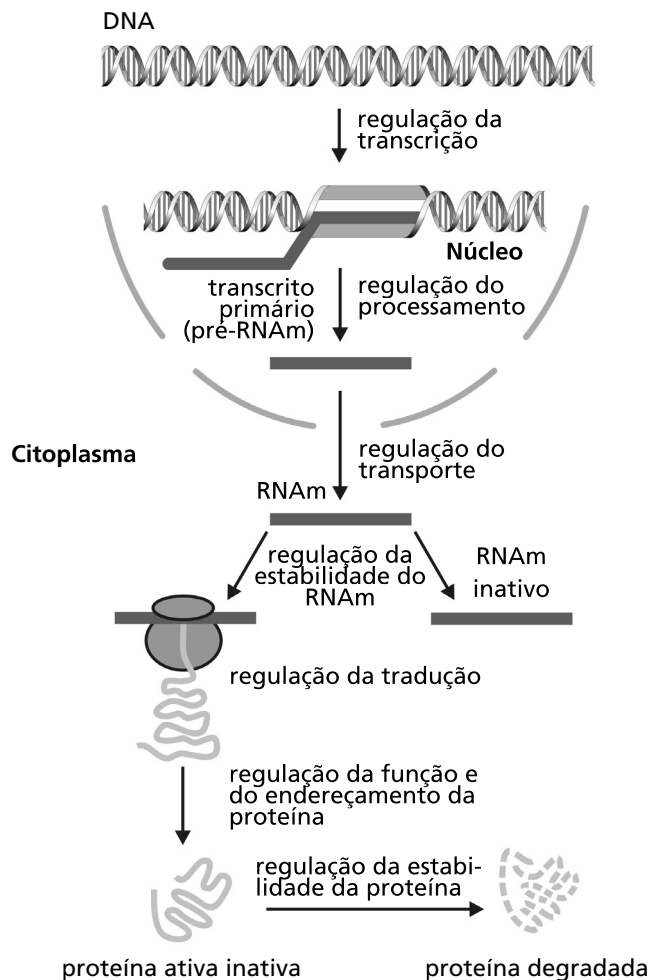 DNA
regulação da
transcrição
Núcleo
transcrito
primário
(pré-RNAm)
regulação do
processamento
Citoplasma
regulação do
transporte
RNAm
regulação da
estabilidade do
RNAm
RNAm
inativo
regulação da tradução
regulação da função e
do endereçamento da
proteína
regulação da estabi-
lidade da proteína
proteína ativa inativa
proteína degradada